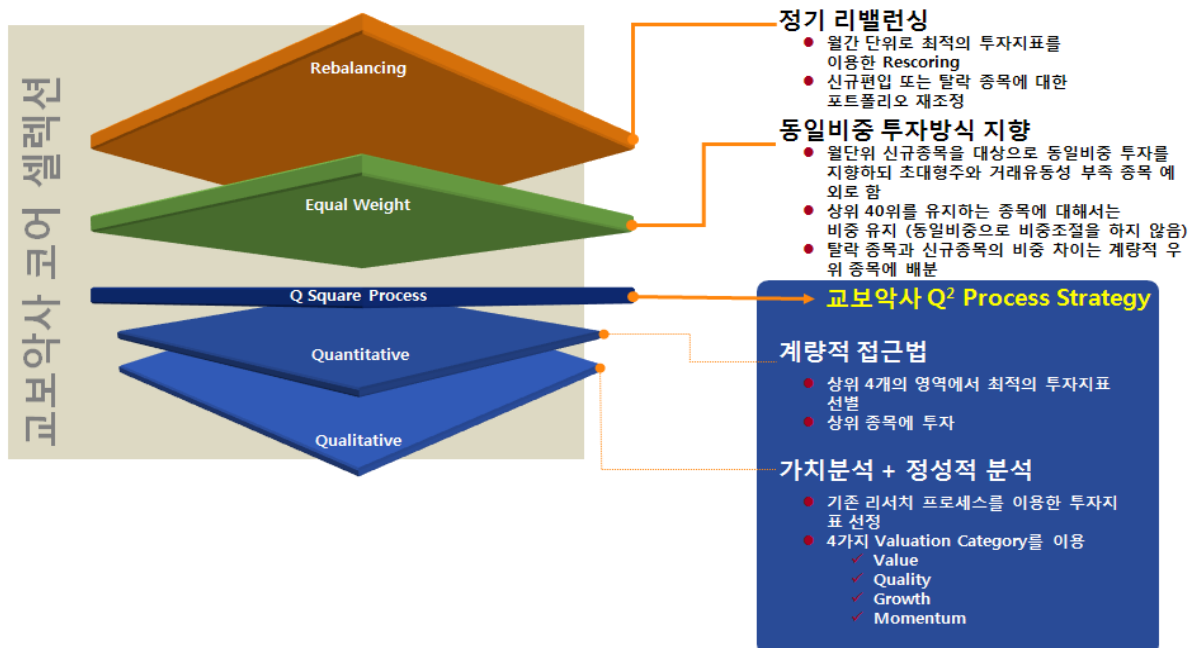 교보악사 코어 셀렉션
Rebalancing
Equal Weight
Q Square Process
Quantitative
Qualitative
정기 리밸런싱
월간 단위로 최적의 투자지표를
이용한 Rescoring
신규편입 또는 탈락 종목에 대한
포트폴리오 재조정
동일비중 투자방식 지향
월단위 신규종목을 대상으로 동일비중 투자를
지향하되 초대형주와 거래유동성 부족 종목 예
외로 함
상위 40위를 유지하는 종목에 대해서는
비중 유지 (동일비중으로 비중조절을 하지 않음)
탈락 종목과 신규종목의 비중 차이는 계량적 우
위 종목에 배분
교보악사 Q² Process Strategy
계량적 접근법
상위 4개의 영역에서 최적의 투자지표
선별
상위 종목에 투자
가치분석 + 정성적 분석
기존 리서치 프로세스를 이용한 투자지
표 선정
4가지 Valuation Category를 이용
Value
Quality
Growth
Momentum